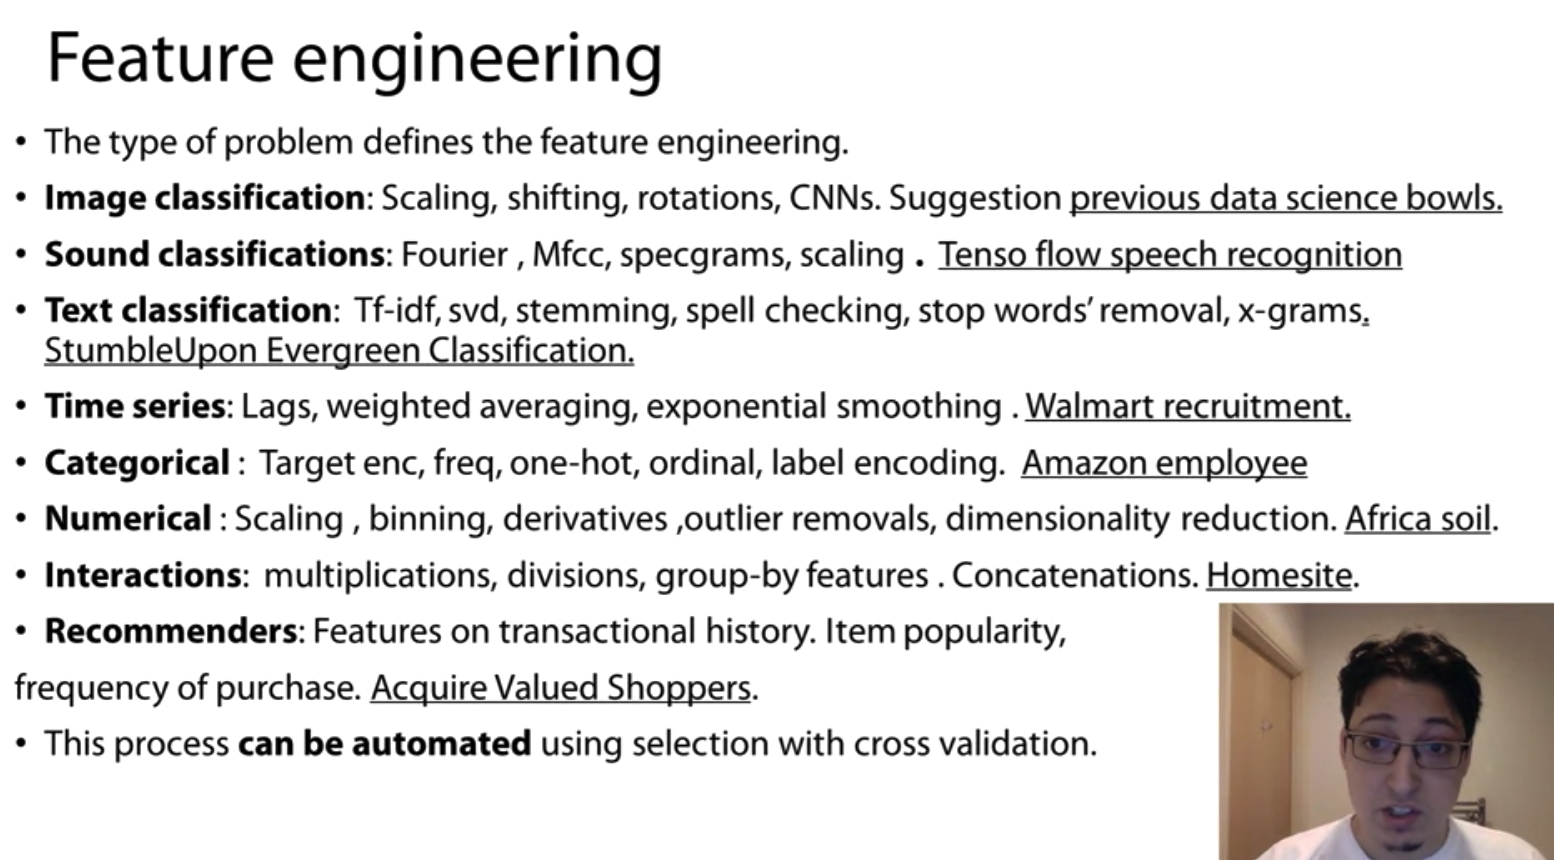 Feature engineering
• The type of problem defines the feature engineering.
• Image classification: Scaling, shifting, rotations, CNNs. Suggestion previous data science bowls.
• Sound classifications: Fourier , Mfcc, specgrams, scaling . Tenso flow speech recognition
• Text classification: Tf-idf, svd, stemming, spell checking, stop words’ removal, x-grams.
StumbleUpon Evergreen Classification.
• Time series: Lags, weighted averaging, exponential smoothing . Walmart recruitment.
• Categorical : Target enc, freq, one-hot, ordinal, label encoding. Amazon employee
• Numerical : Scaling , binning, derivatives ,outlier removals, dimensionality reduction. Africa soil.
• Interactions: multiplications, divisions, group-by features . Concatenations. Homesite.
• Recommenders: Features on transactional history. Item popularity,
frequency of purchase. Acquire Valued Shoppers.
• This process can be automated using selection with cross validation.